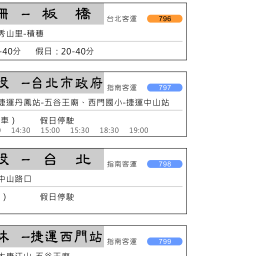 冊 - 板 橋 台北客運 796
秀山里-積穗
-40分 假日：20-40分
設 -台北市政府 指南客運 797
捷運丹鳳站-五谷王廟、西門國小-捷運中山站
車） 假日停駛
14:30 15:00 15:30 18:30 19:00
設 - 台 北 指南客運 798
中山路口
） 假日停駛
林 -捷運西門站 指南客運 799